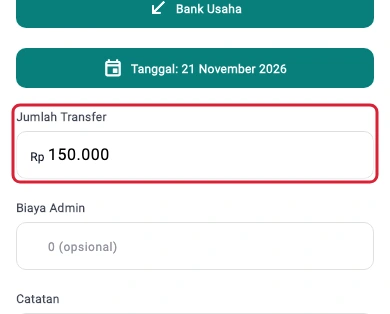 Bank Usaha
Tanggal: 21 November 2026
Jumlah Transfer
Rp 150.000
Biaya Admin
0 (opsional)
Catatan